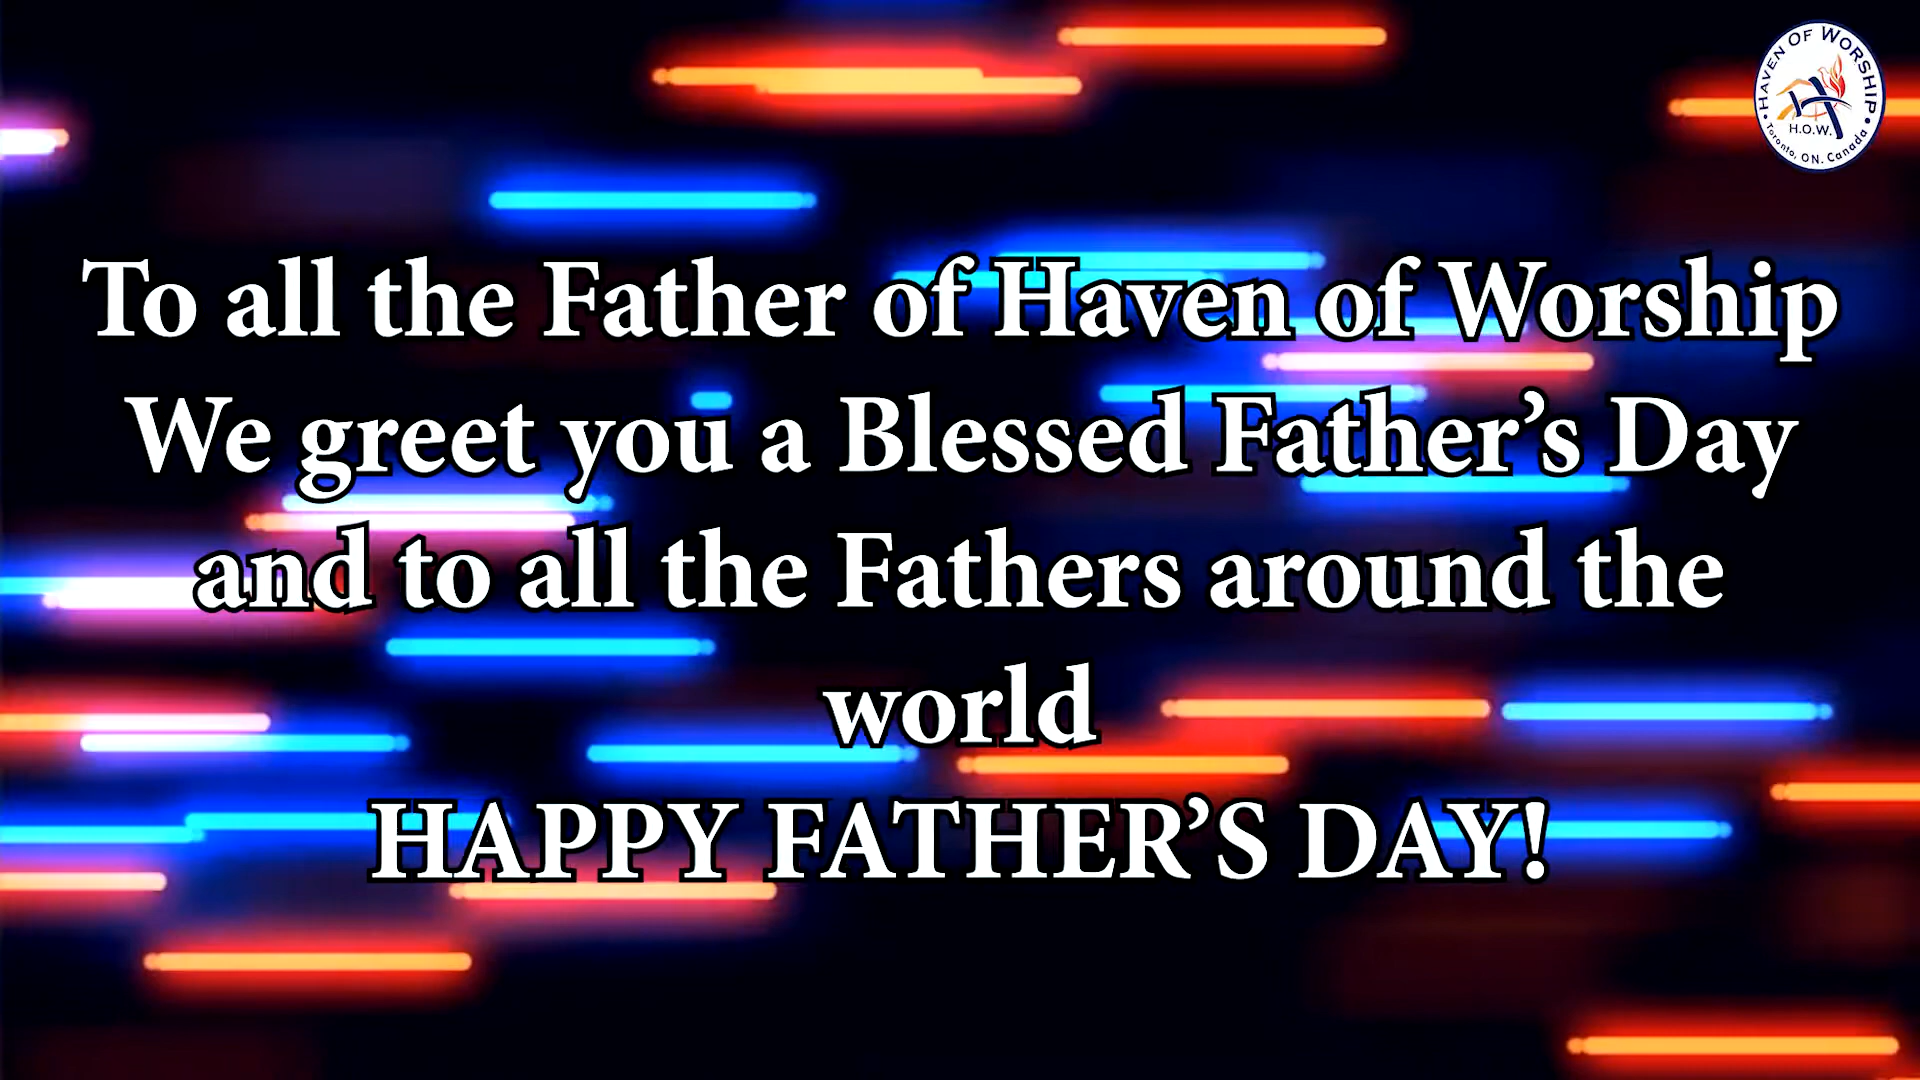 HAVEN OF WORSHIP
H.O.W.
Toronto, ON. Canada
To all the Father of Haven of Worship
We greet you a Blessed Father’s Day
and to all the Fathers around the
world
HAPPY FATHER’S DAY!